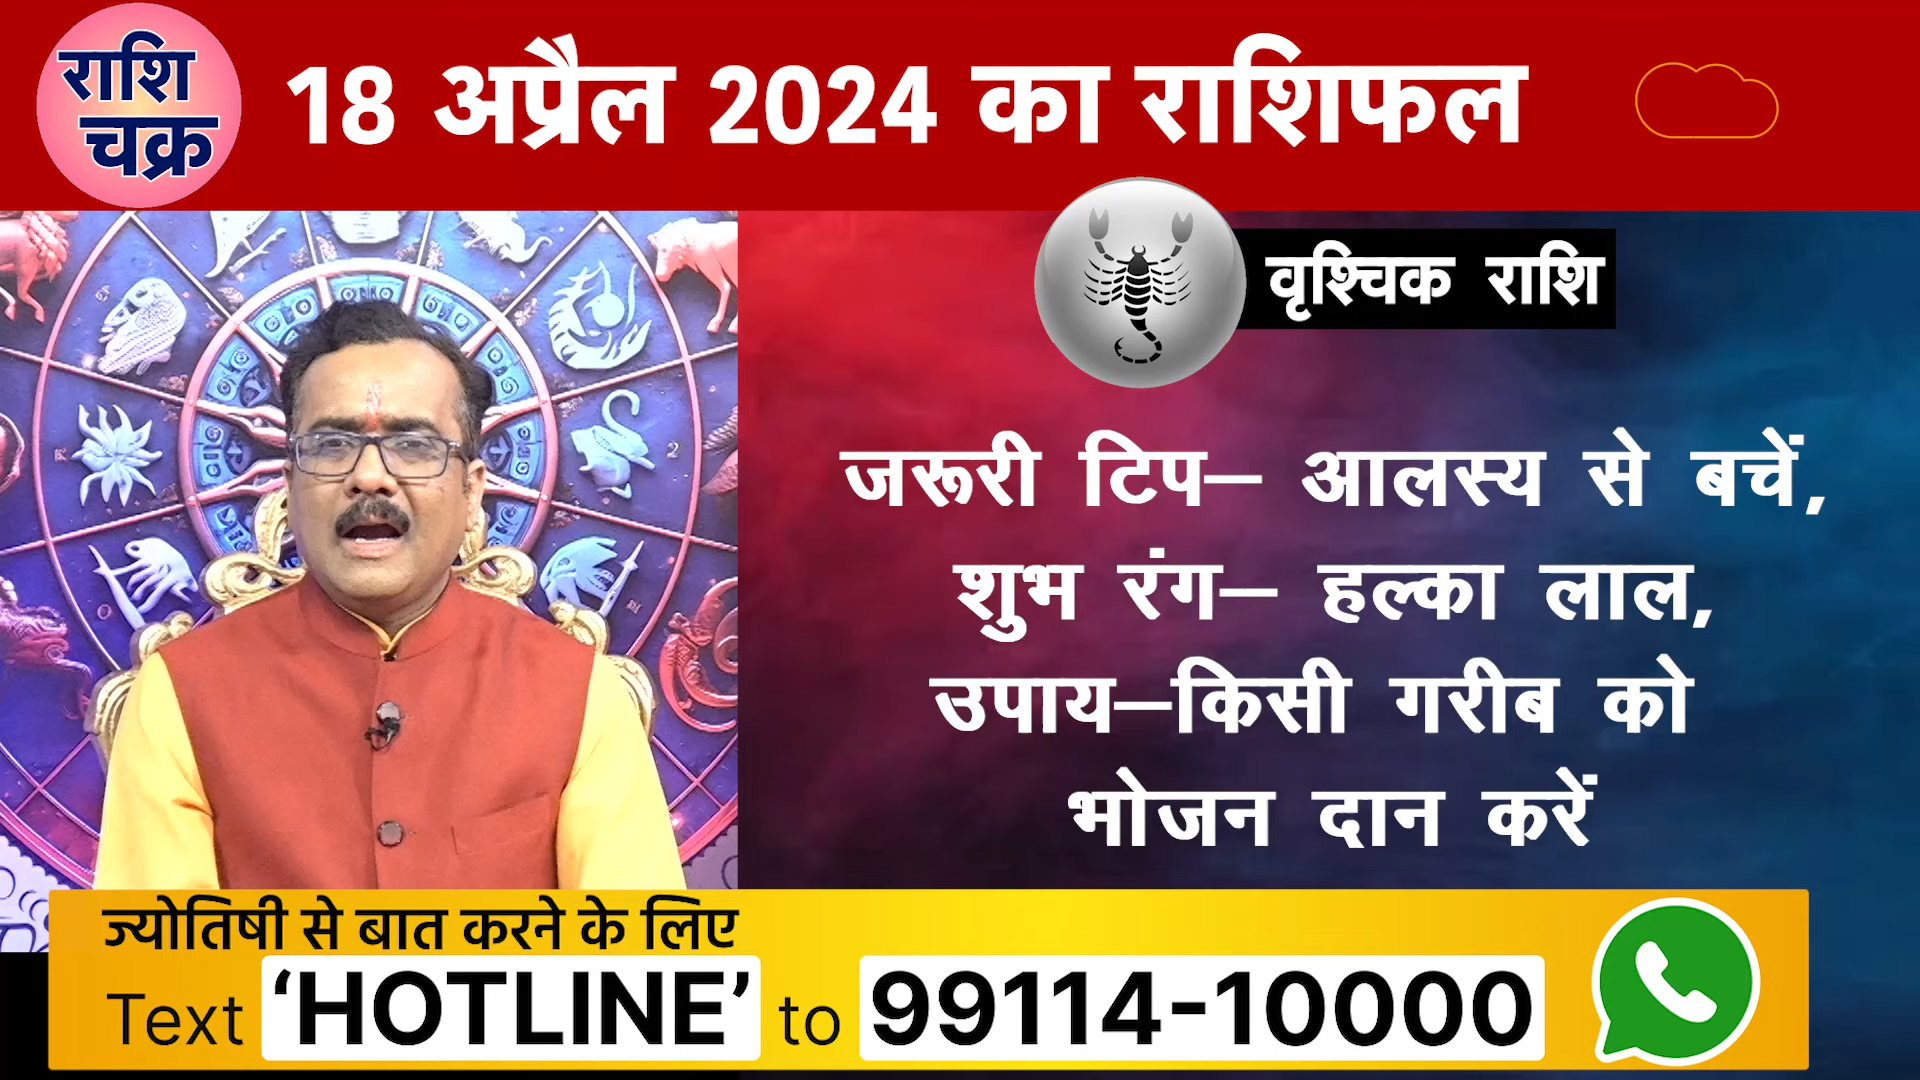 राशि
चक्र
18 अप्रैल 2024 का राशिफल
वृश्चिक राशि
जरूरी टिप– आलस्य से बचें,
शुभ रंग– हल्का लाल,
उपाय–किसी गरीब को
भोजन दान करें
ज्योतिषी से बात करने के लिए
Text ‘HOTLINE’ to 99114-10000